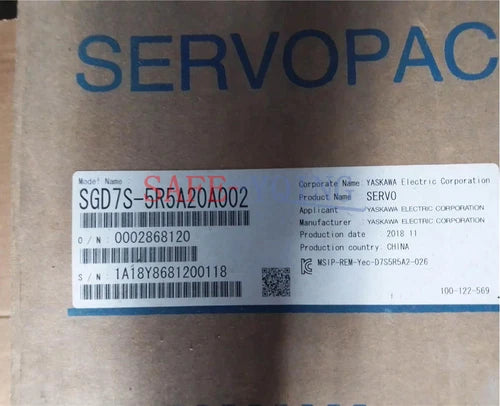 SERVOPAC
Model Name :
SGD7S-5R5A20A002
O/N: 0002868120
S/N: 1A18Y8681200118
Corporate Name : YASKAWA Electric Corporation
Product Name : SERVO
Applicant : YASKAWA ELECTRIC CORPORATION
Manufacturer : YASKAWA ELECTRIC CORPORATION
Production date : 2018 11
Production country: CHINA
MSIP-REM-Yec-D7S5R5A2-026
100-122-569